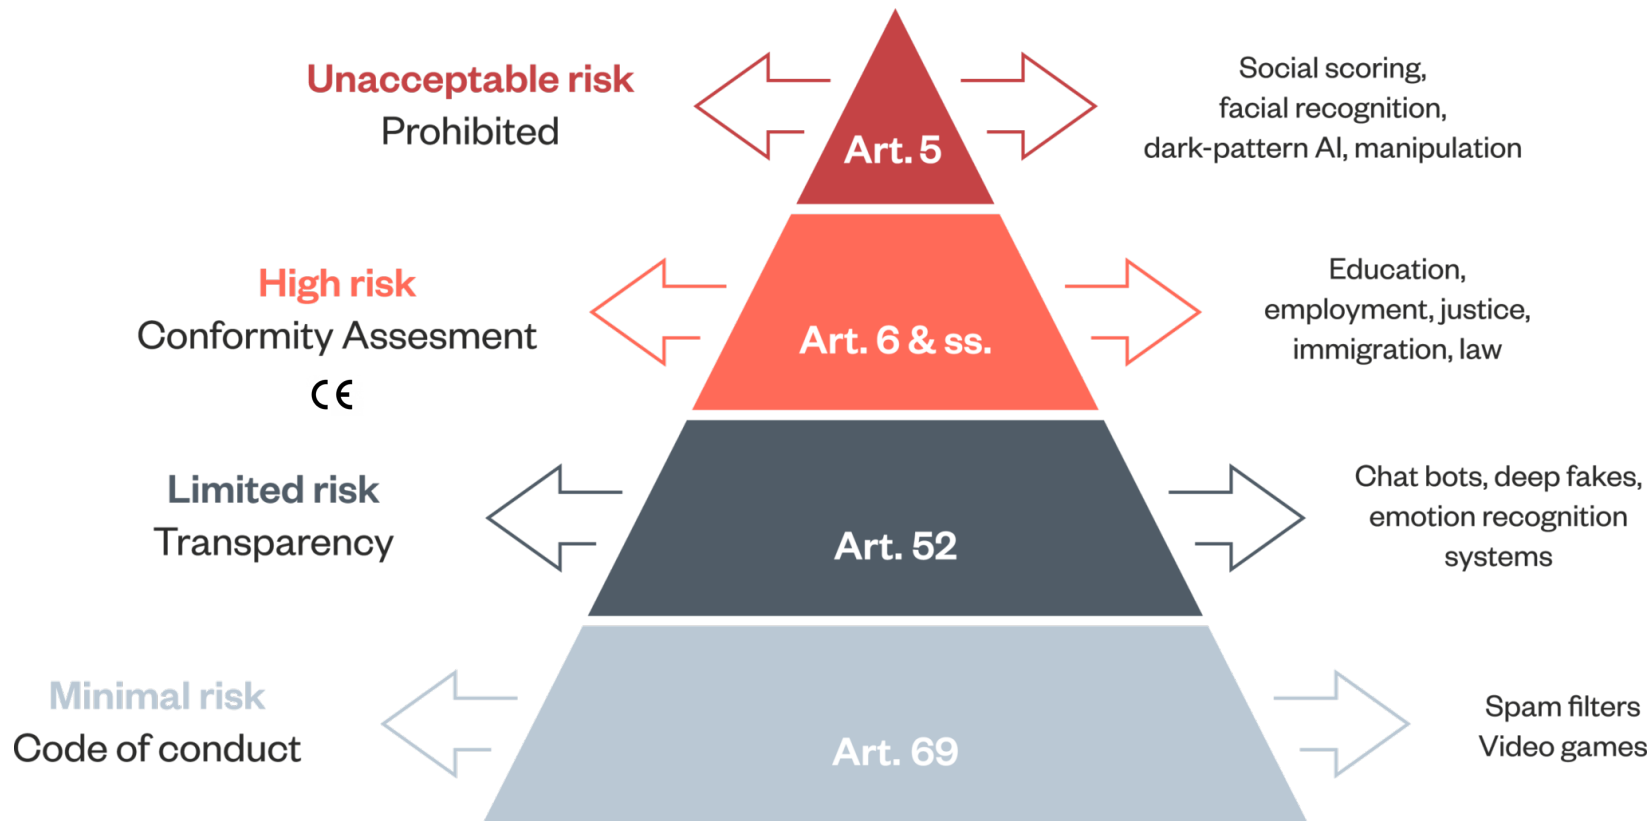 Unacceptable risk
Prohibited
Art. 5
Social scoring,
facial recognition,
dark-pattern AI, manipulation
High risk
Conformity Assesment
CE
Art. 6 & ss.
Education,
employment, justice,
immigration, law
Limited risk
Transparency
Art. 52
Chat bots, deep fakes,
emotion recognition
systems
Minimal risk
Code of conduct
Art. 69
Spam filters
Video games